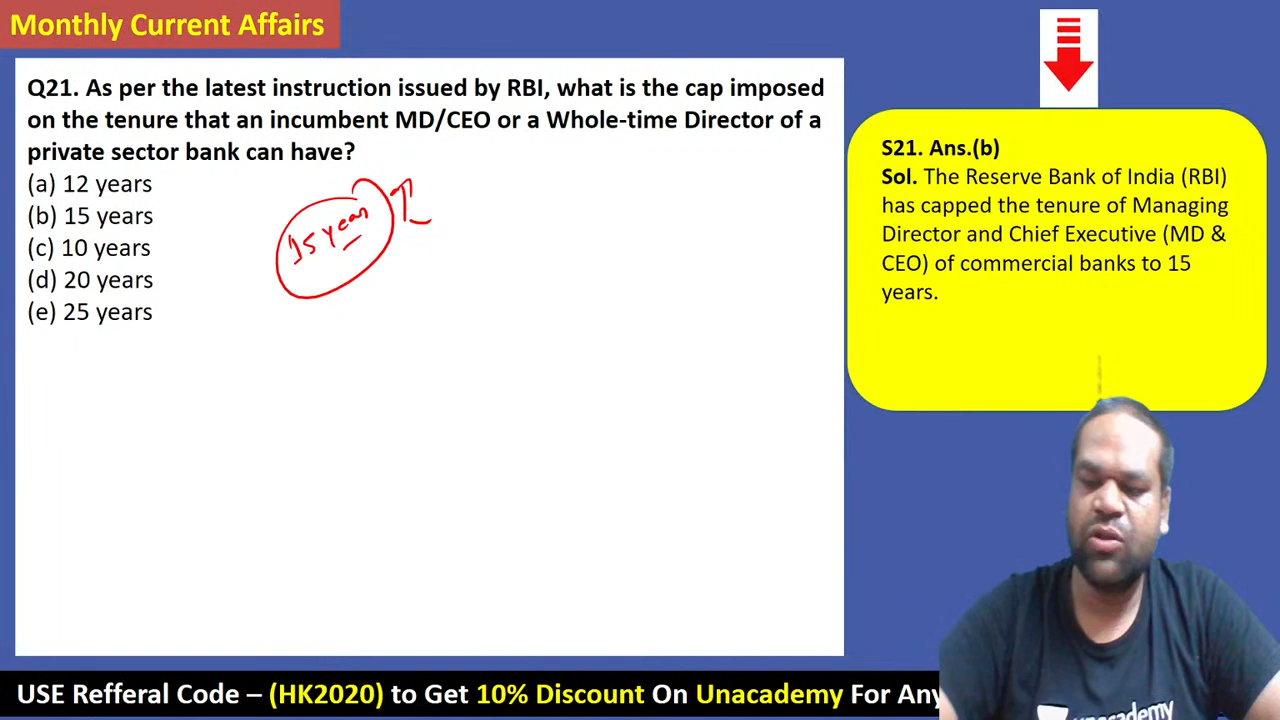 Monthly Current Affairs
Q21. As per the latest instruction issued by RBI, what is the cap imposed
on the tenure that an incumbent MD/CEO or a Whole-time Director of a
private sector bank can have?
(a) 12 years
(b) 15 years
(c) 10 years
(d) 20 years
(e) 25 years
15 year
S21. Ans.(b)
Sol. The Reserve Bank of India (RBI)
has capped the tenure of Managing
Director and Chief Executive (MD &
CEO) of commercial banks to 15
years.
USE Refferal Code – (HK2020) to Get 10% Discount On Unacademy For Any
unacademy